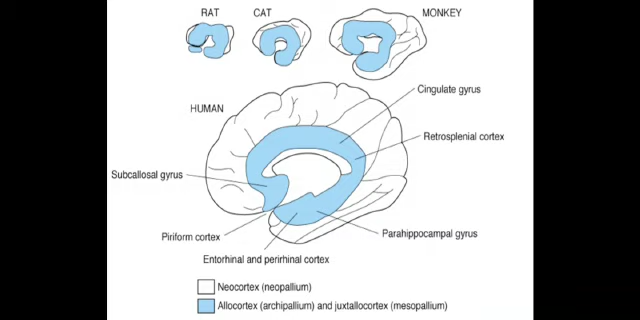 RAT
CAT
MONKEY
HUMAN
Cingulate gyrus
Retrosplenial cortex
Subcallosal gyrus
Piriform cortex
Parahippocampal gyrus
Entorhinal and perirhinal cortex
Neocortex (neopallium)
Allocortex (archipallium) and juxtallocortex (mesopallium)